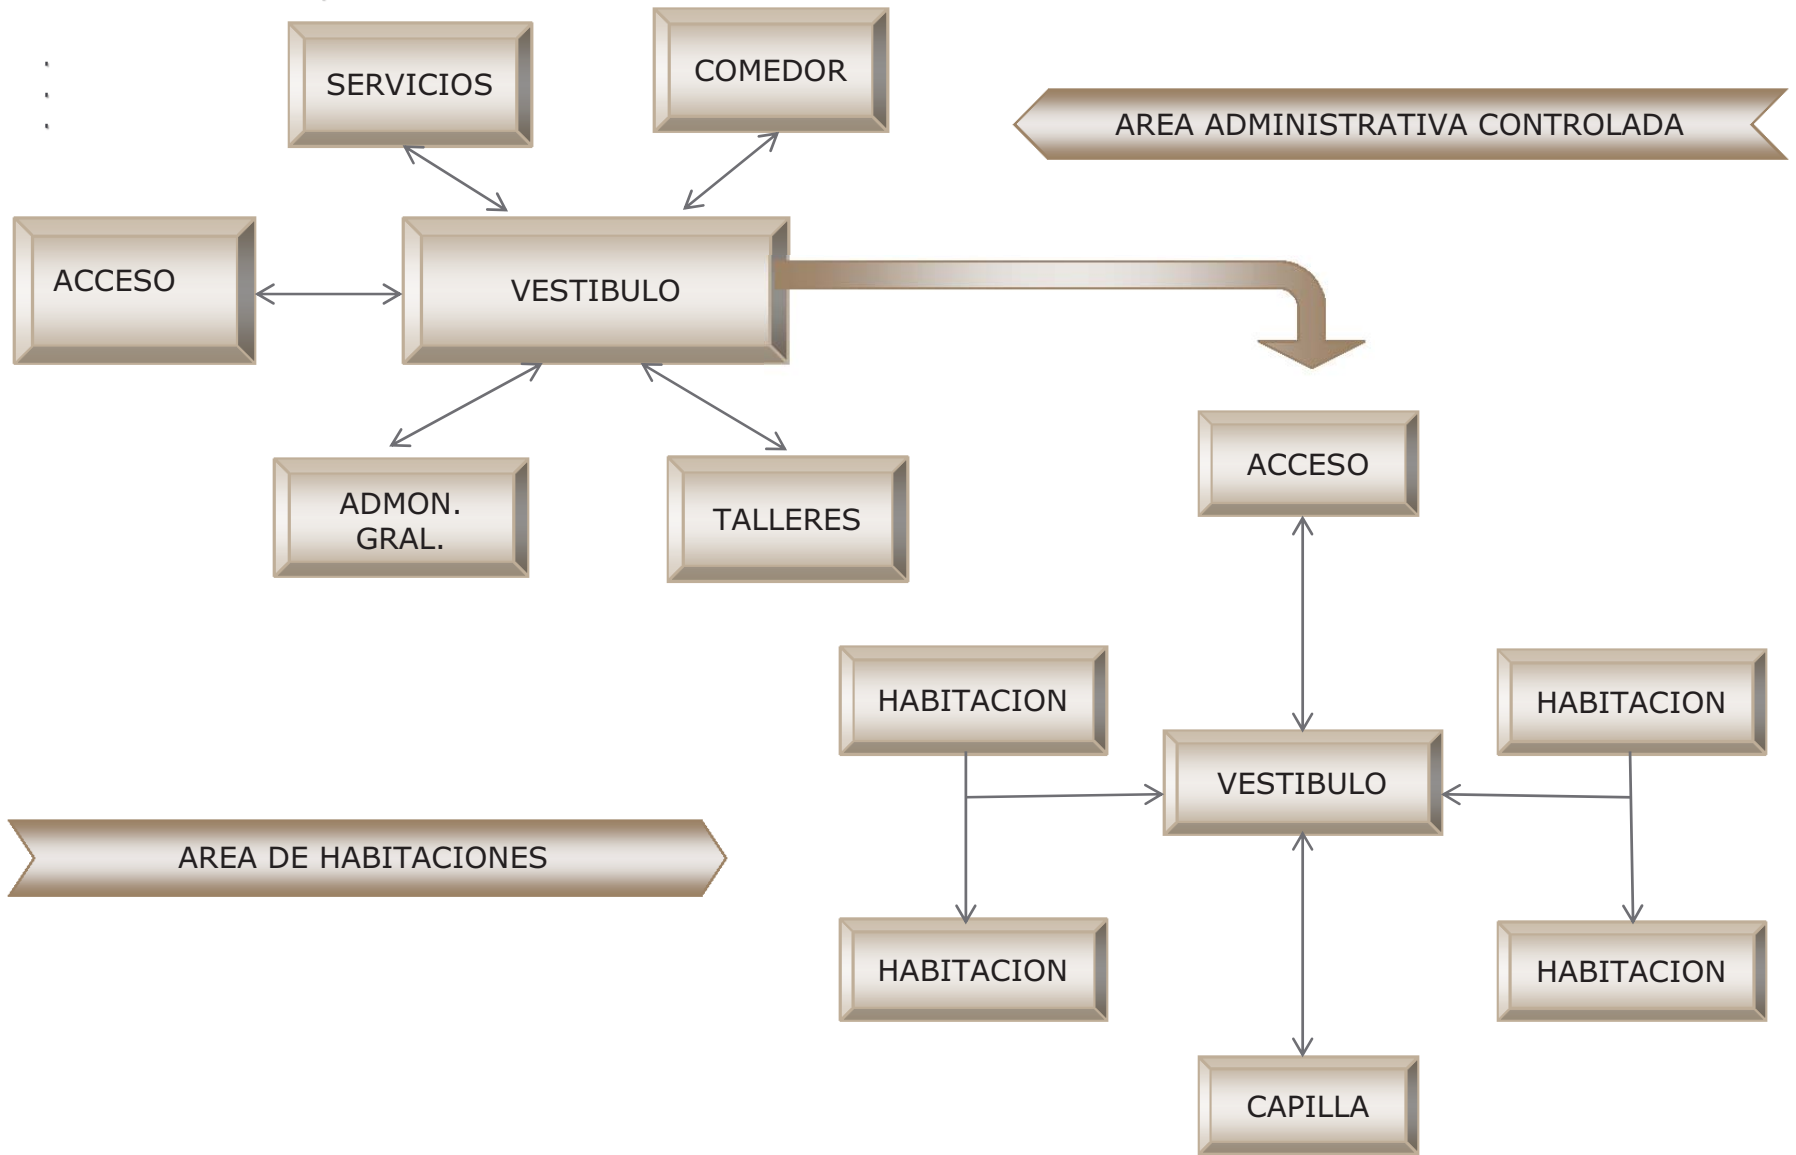 SERVICIOS
COMEDOR
AREA ADMINISTRATIVA CONTROLADA
ACCESO
VESTIBULO
ADMON.
GRAL.
TALLERES
ACCESO
HABITACION
HABITACION
VESTIBULO
AREA DE HABITACIONES
HABITACION
HABITACION
CAPILLA